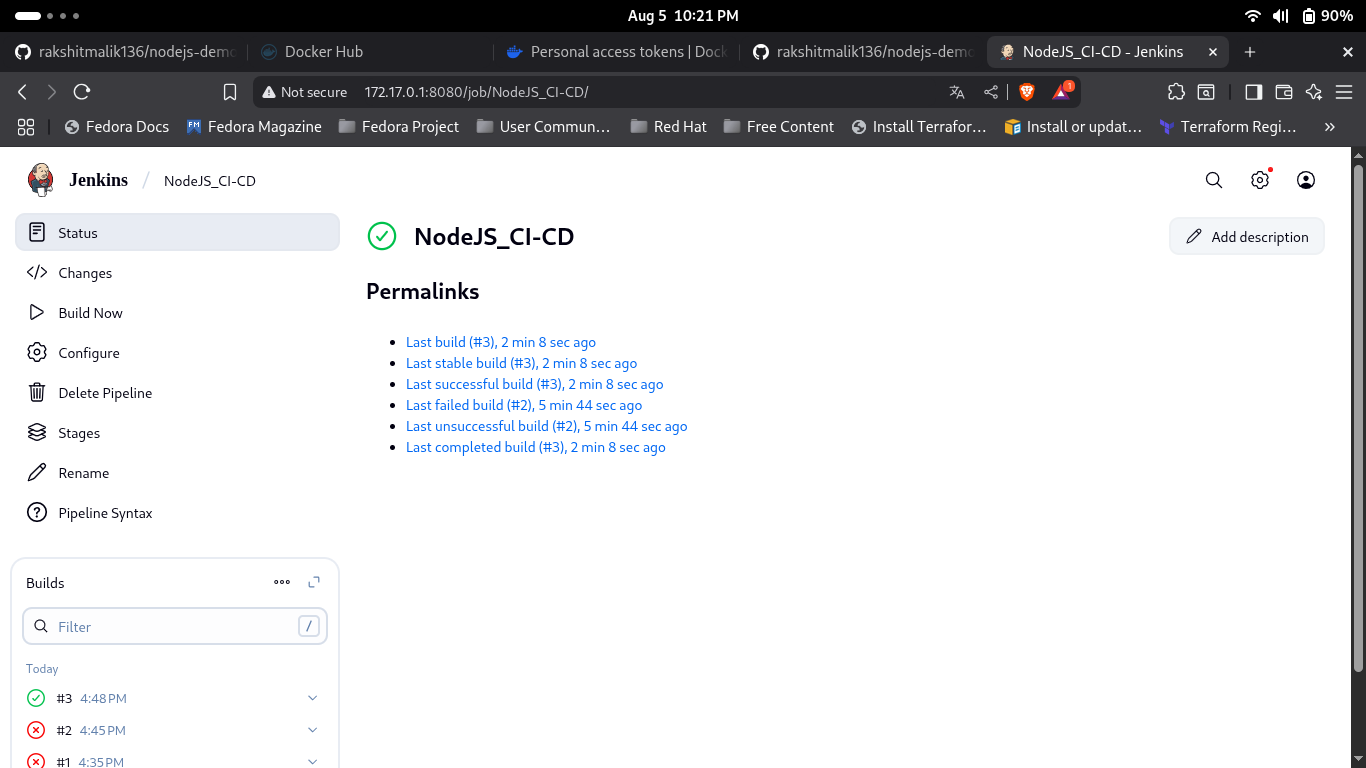 Aug 5 10:21 PM
90%
rakshitmalik136/nodejs-demo
Docker Hub
Personal access tokens | Dock
rakshitmalik136/nodejs-demo
NodeJS_CI-CD - Jenkins
Not secure 172.17.0.1:8080/job/NodeJS_CI-CD/
1
Fedora Docs
FM Fedora Magazine
Fedora Project
User Commun…
Red Hat
Free Content
Install Terrafor…
Install or updat…
Terraform Regi…
»
Jenkins / NodeJS_CI-CD
Status
Changes
Build Now
Configure
Delete Pipeline
Stages
Rename
Pipeline Syntax
NodeJS_CI-CD
Add description
Permalinks
Last build (#3), 2 min 8 sec ago
Last stable build (#3), 2 min 8 sec ago
Last successful build (#3), 2 min 8 sec ago
Last failed build (#2), 5 min 44 sec ago
Last unsuccessful build (#2), 5 min 44 sec ago
Last completed build (#3), 2 min 8 sec ago
Builds
Filter /
Today
#3 4:48 PM
#2 4:45 PM
#1 4:35 PM